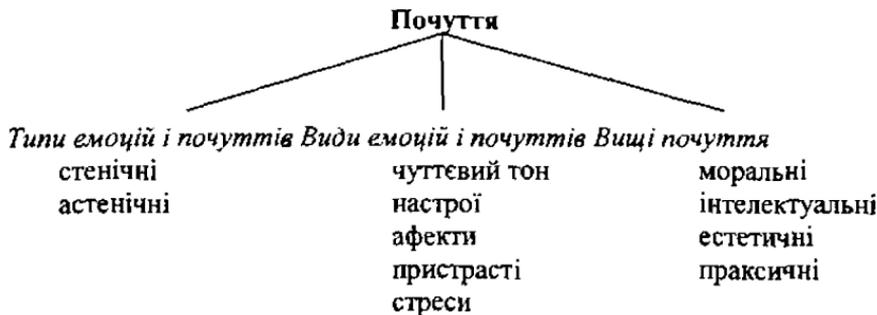 Почуття
Типи емоцій і почуттів Види емоцій і почуттів Вищі почуття
стенічні чуттєвий тон моральні
астенічні настрої інтелектуальні
афекти естетичні
пристрасті праксичні
стреси